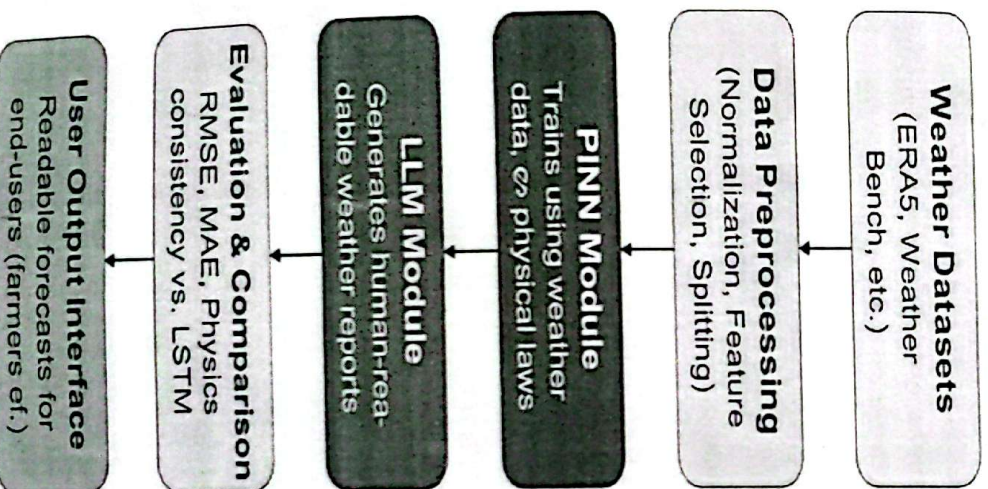 Weather Datasets
(ERA5, Weather
Bench, etc.)
Data Preprocessing
(Normalization, Feature
Selection, Splitting)
PINN Module
Trains using weather
data, & physical laws
LLM Module
Generates human-rea-
dable weather reports
Evaluation & Comparison
RMSE, MAE, Physics
consistency vs. LSTM
User Output Interface
Readable forecasts for
end-users (farmers ef.)